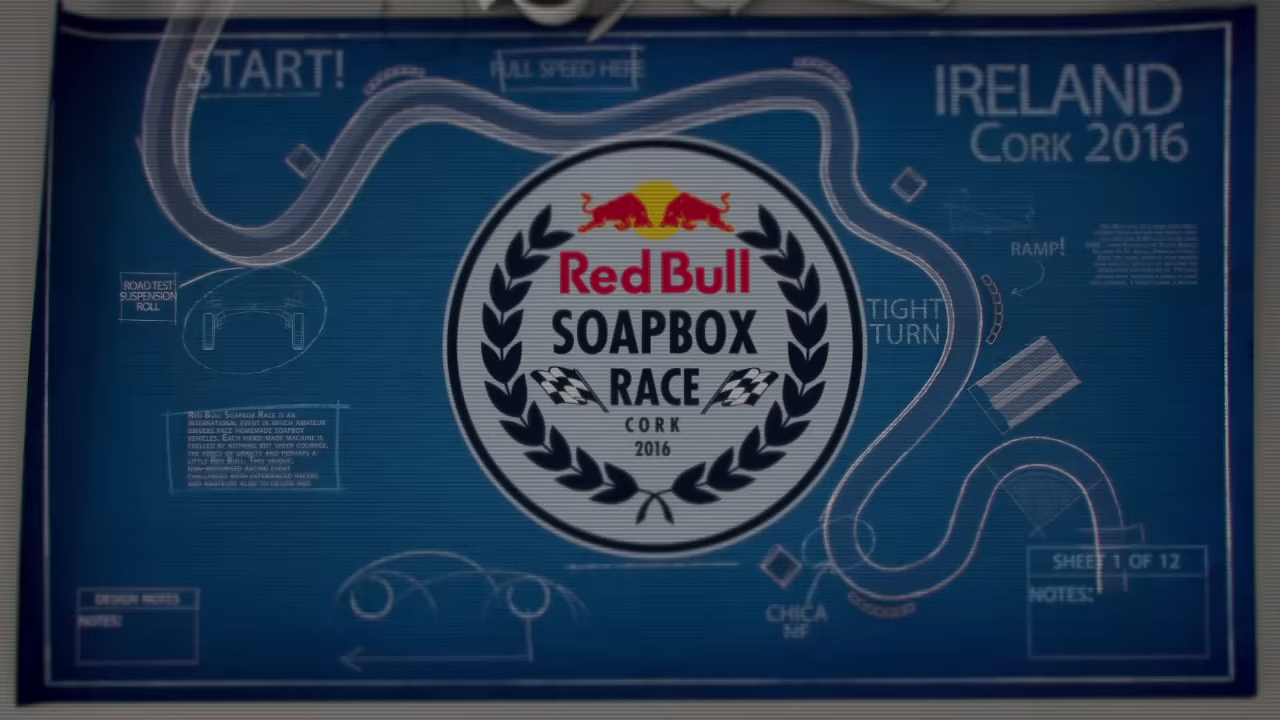 START!
FULL SPEED HERE
IRELAND
CORK 2016
RAMP!
ROAD TEST
SUSPENSION
ROLL
TIGHT
TURN
Red Bull
SOAPBOX
RACE
CORK
2016
RED BULL SOAPBOX RACE IS AN
INTERNATIONAL EVENT IN WHICH AMATEUR
DRIVERS RACE HOMEMADE SOAPBOX
VEHICLES. EACH HAND-MADE MACHINE IS
FUELLED BY NOTHING BUT SHEER COURAGE,
THE FORCE OF GRAVITY AND PERHAPS A
LITTLE RED BULL. THIS UNIQUE,
NON-MOTORISED RACING EVENT
CHALLENGES BOTH EXPERIENCED RACERS
AND AMATEURS ALIKE TO DESIGN AND
SHEET 1 OF 12
NOTES:
DESIGN NOTES
NOTES:
CHICA
NE